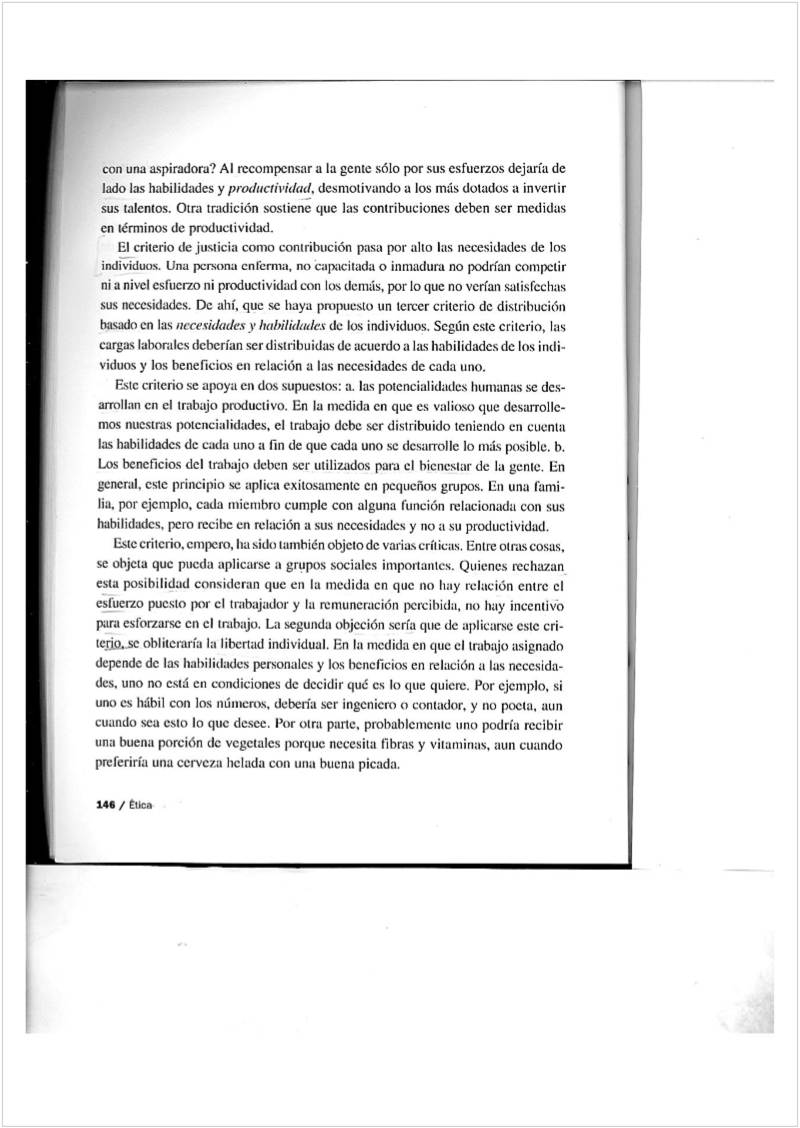 con una aspiradora? Al recompensar a la gente sólo por sus esfuerzos dejaría de
lado las habilidades y productividad, desmotivando a los más dotados a invertir
sus talentos. Otra tradición sostiene que las contribuciones deben ser medidas
en términos de productividad.
El criterio de justicia como contribución pasa por alto las necesidades de los
individuos. Una persona enferma, no capacitada o inmadura no podrían competir
ni a nivel esfuerzo ni productividad con los demás, por lo que no verían satisfechas
sus necesidades. De ahí, que se haya propuesto un tercer criterio de distribución
basado en las necesidades y habilidades de los individuos. Según este criterio, las
cargas laborales deberían ser distribuidas de acuerdo a las habilidades de los indi-
viduos y los beneficios en relación a las necesidades de cada uno.
Este criterio se apoya en dos supuestos: a. las potencialidades humanas se des-
arrollan en el trabajo productivo. En la medida en que es valioso que desarrolle-
mos nuestras potencialidades, el trabajo debe ser distribuido teniendo en cuenta
las habilidades de cada uno a fin de que cada uno se desarrolle lo más posible. b.
Los beneficios del trabajo deben ser utilizados para el bienestar de la gente. En
general, este principio se aplica exitosamente en pequeños grupos. En una fami-
lia, por ejemplo, cada miembro cumple con alguna función relacionada con sus
habilidades, pero recibe en relación a sus necesidades y no a su productividad.
Este criterio, empero, ha sido también objeto de varias críticas. Entre otras cosas,
se objeta que pueda aplicarse a grupos sociales importantes. Quienes rechazan
esta posibilidad consideran que en la medida en que no hay relación entre el
esfuerzo puesto por el trabajador y la remuneración percibida, no hay incentivo
para esforzarse en el trabajo. La segunda objeción sería que de aplicarse este cri-
terio, se obliteraría la libertad individual. En la medida en que el trabajo asignado
depende de las habilidades personales y los beneficios en relación a las necesida-
des, uno no está en condiciones de decidir qué es lo que quiere. Por ejemplo, si
uno es hábil con los números, debería ser ingeniero o contador, y no poeta, aun
cuando sea esto lo que desee. Por otra parte, probablemente uno podría recibir
una buena porción de vegetales porque necesita fibras y vitaminas, aun cuando
preferiría una cerveza helada con una buena picada.
146 / Ética